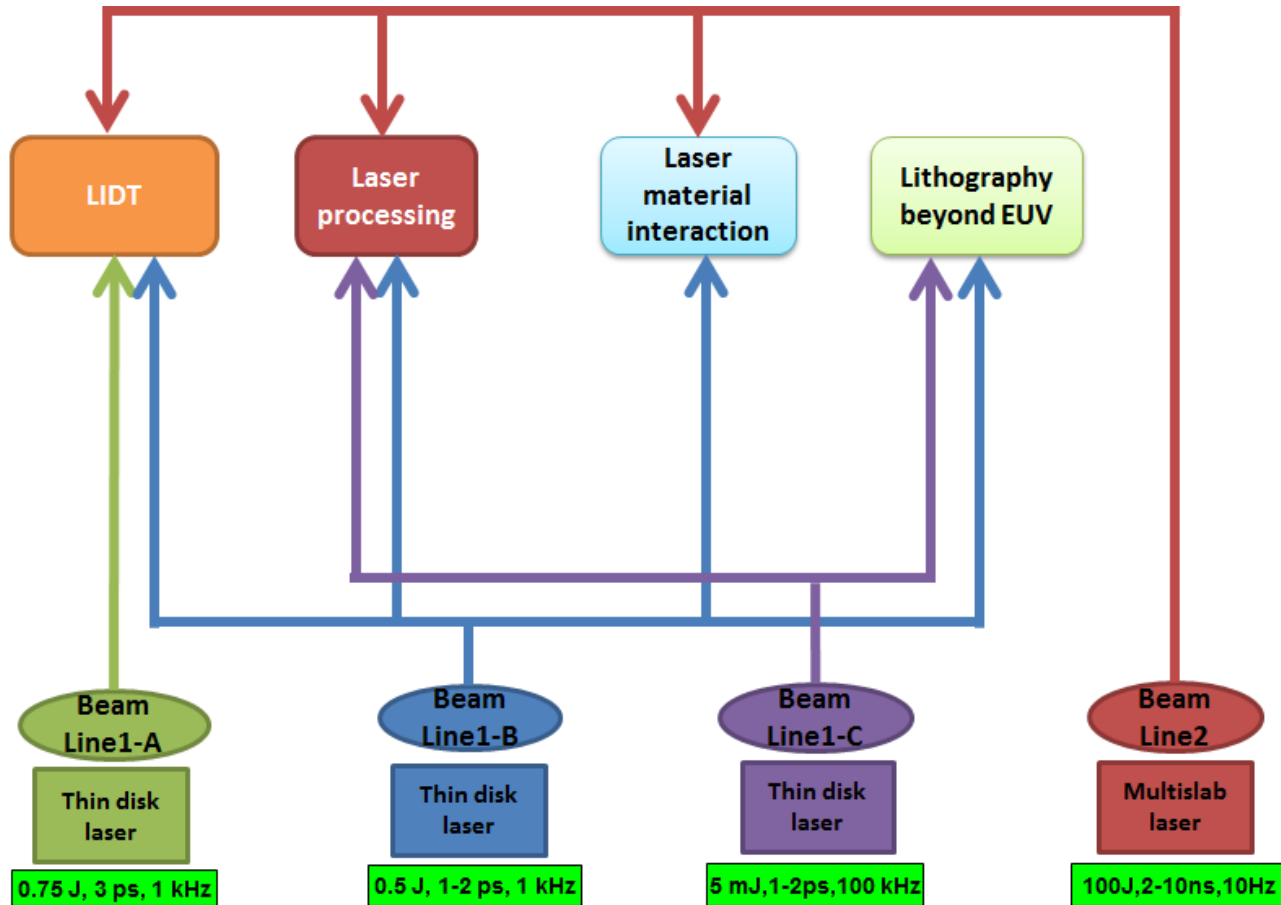 LIDT
Laser
processing
Laser
material
interaction
Lithography
beyond EUV
Beam
Line1-A
Beam
Line1-B
Beam
Line1-C
Beam
Line2
Thin disk
laser
Thin disk
laser
Thin disk
laser
Multislab
laser
0.75 J, 3 ps, 1 kHz
0.5 J, 1-2 ps, 1 kHz
5 mJ,1-2ps,100 kHz
100J,2-10ns,10Hz